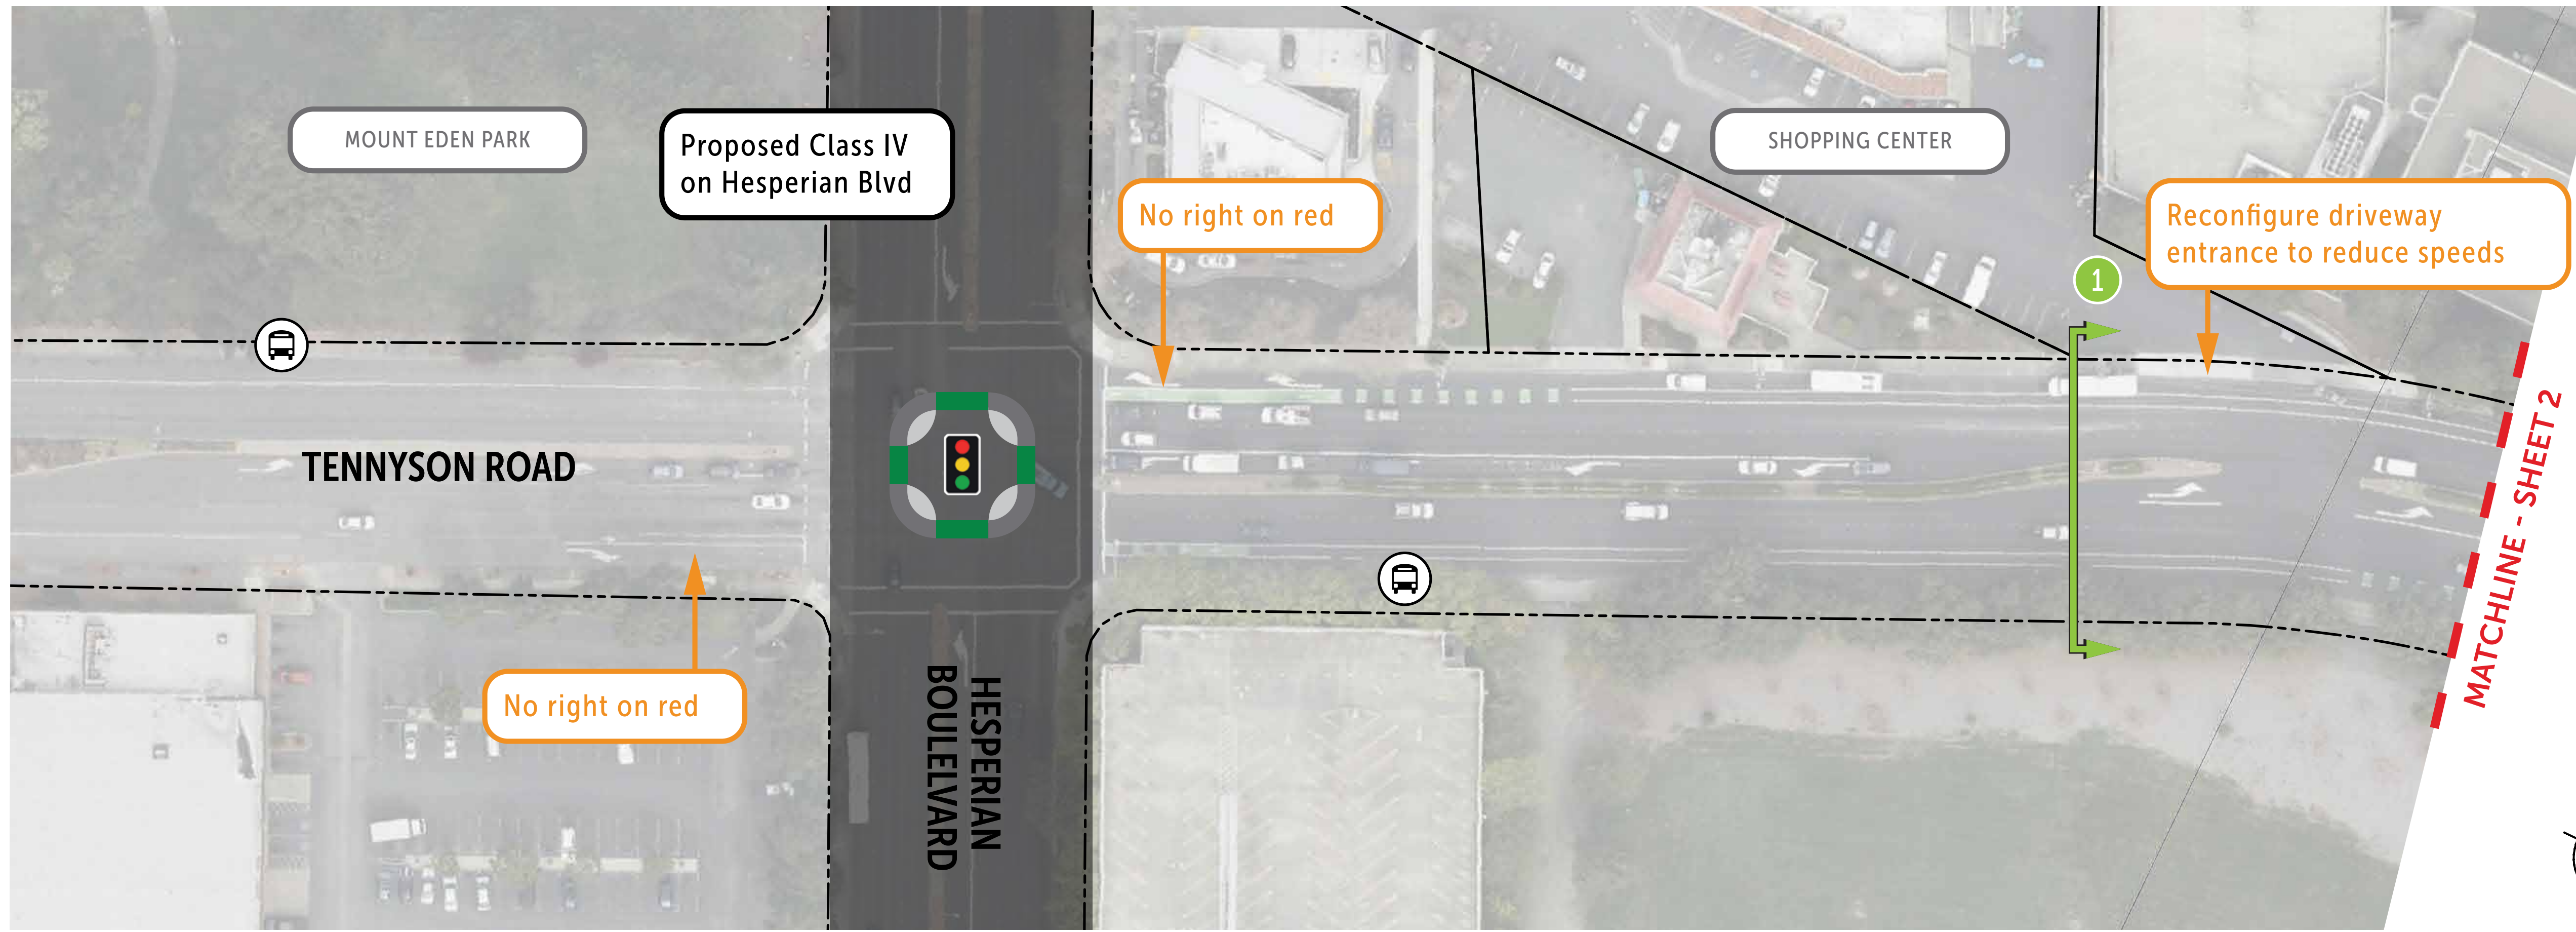 MOUNT EDEN PARK
Proposed Class IV
on Hesperian Blvd
No right on red
SHOPPING CENTER
Reconfigure driveway
entrance to reduce speeds
1
TENNYSON ROAD
No right on red
HESPERIAN
BOULELVARD
MATCHLINE - SHEET 2